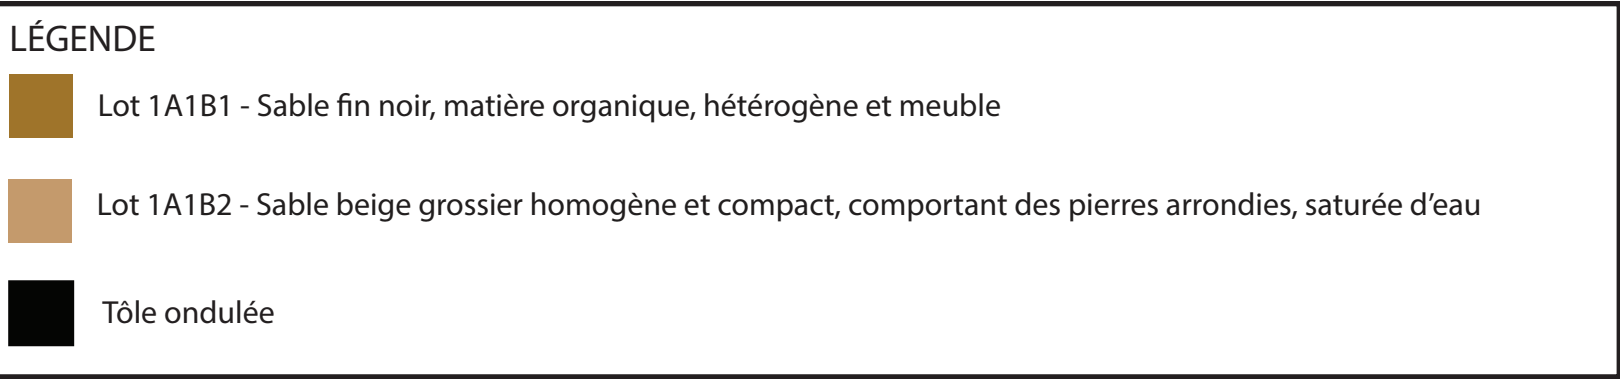 LÉGENDE
Lot 1A1B1 - Sable fin noir, matière organique, hétérogène et meuble
Lot 1A1B2 - Sable beige grossier homogène et compact, comportant des pierres arrondies, saturée d’eau
Tôle ondulée